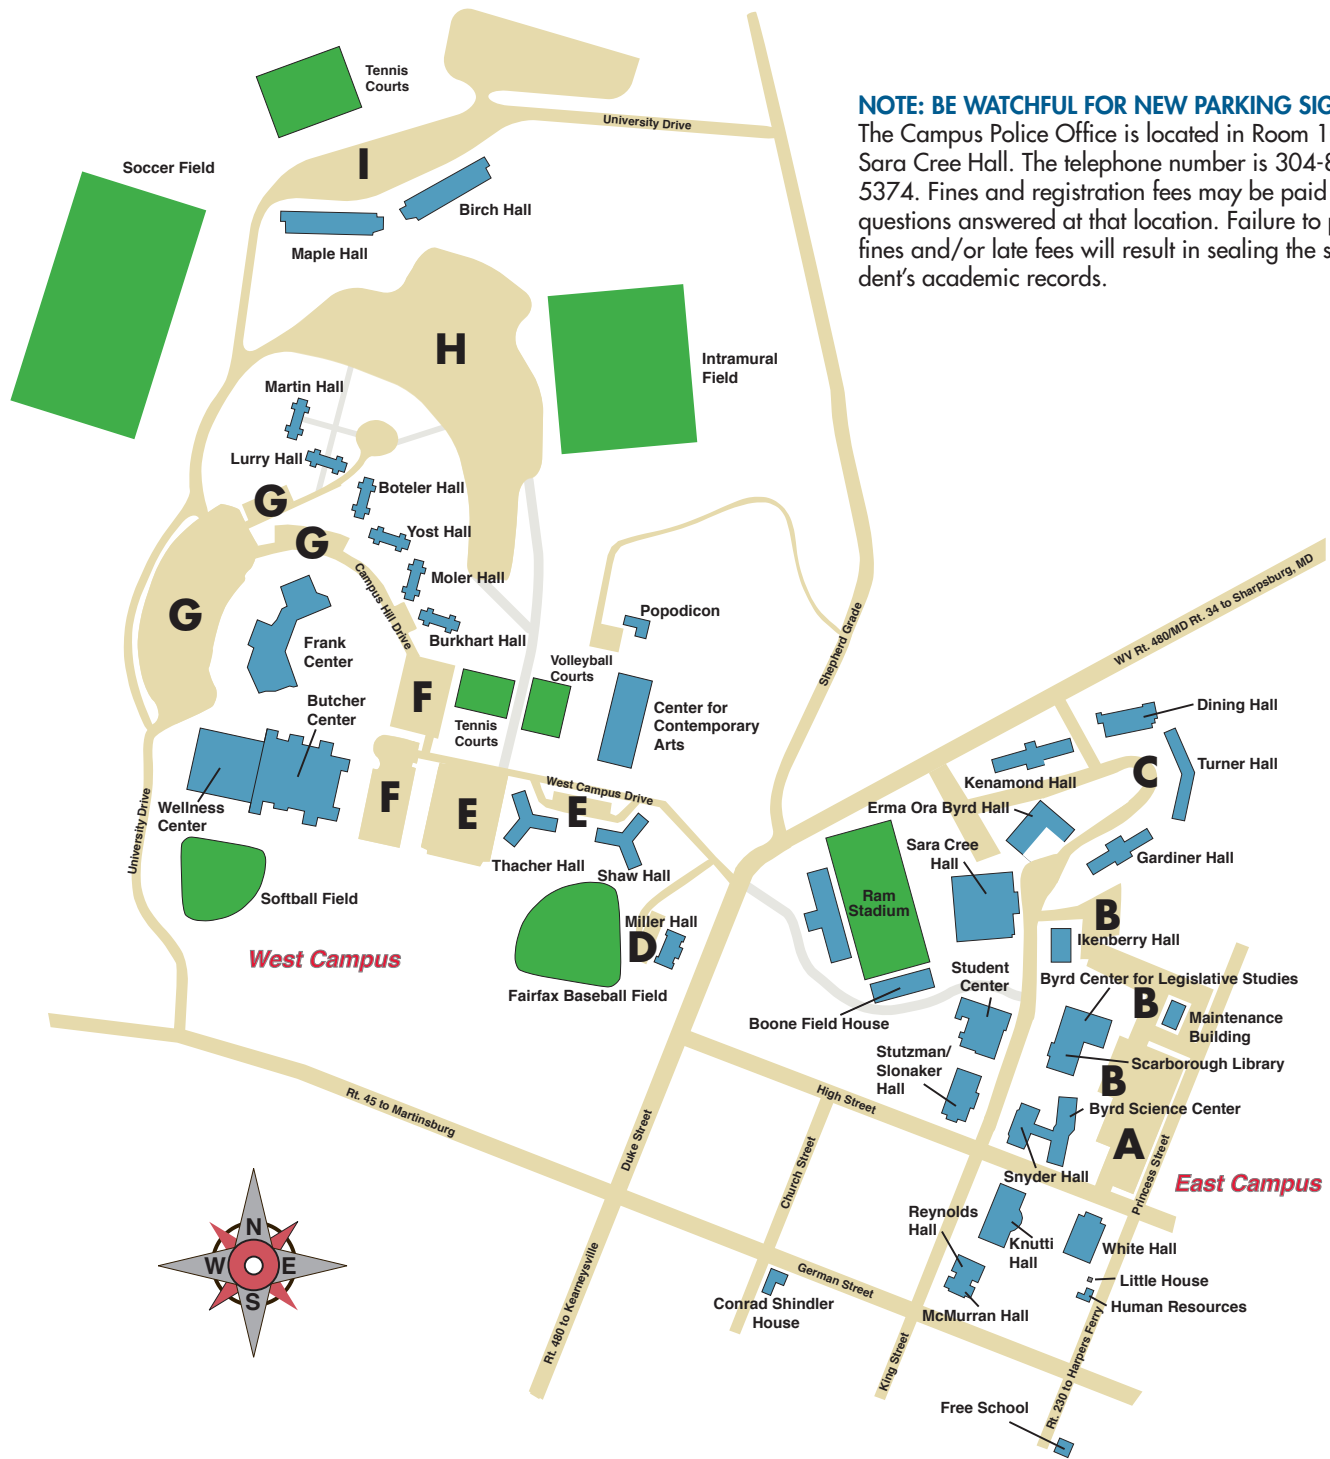 Tennis
Courts
University Drive
NOTE: BE WATCHFUL FOR NEW PARKING SIG
The Campus Police Office is located in Room 1
Sara Cree Hall. The telephone number is 304-8
5374. Fines and registration fees may be paid
questions answered at that location. Failure to p
fines and/or late fees will result in sealing the s
dent's academic records.
Soccer Field
I
Birch Hall
Maple Hall
H
Intramural
Field
Martin Hall
Lurry Hall
Boteler Hall
G
Yost Hall
G
Moler Hall
Campus Hill Drive
G
Burkhart Hall
Popodicon
Frank
Center
Volleyball
Courts
Shepherd Grade
WV Rt. 480/MD Rt. 34 to Sharpsburg, MD
Butcher
Center
F
Tennis
Courts
Center for
Contemporary
Arts
Dining Hall
Turner Hall
Kenamond Hall
C
West Campus Drive
Wellness
Center
F
E
E
Erma Ora Byrd Hall
University Drive
Thacher Hall
Shaw Hall
Sara Cree
Hall
Gardiner Hall
Softball Field
Ram
Stadium
Miller Hall
B
D
Ikenberry Hall
West Campus
Fairfax Baseball Field
Student
Center
Byrd Center for Legislative Studies
B
Boone Field House
Maintenance
Building
Stutzman/
Slonaker
Hall
Scarborough Library
B
High Street
Byrd Science Center
Rt. 45 to Martinsburg
Duke Street
Church Street
A
Princess Street
Snyder Hall
East Campus
Reynolds
Hall
Knutti
Hall
White Hall
N
W
E
S
Little House
German Street
Human Resources
Conrad Shindler
House
McMurran Hall
Rt. 480 to Kearneysville
King Street
Rt. 230 to Harpers Ferry
Free School